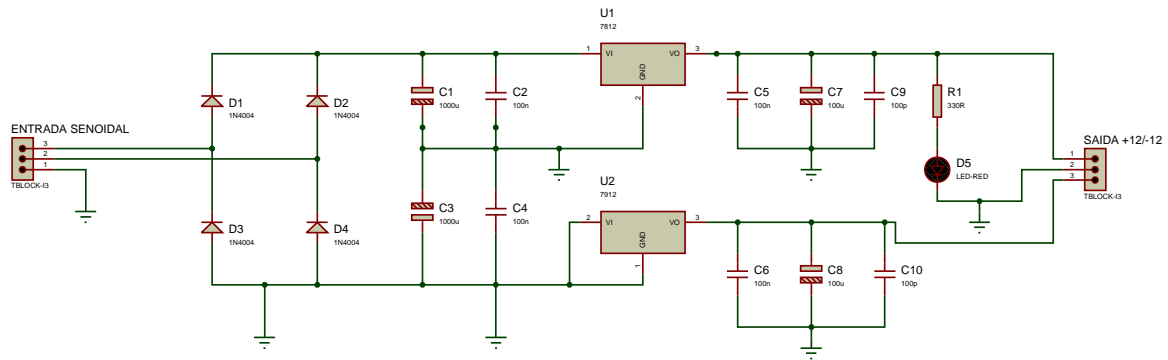 U1
7812
1
VI
VO
3
GND
2
D1
1N4004
D2
1N4004
C1
1000u
C2
100n
C5
100n
C7
100u
C9
100p
R1
330R
ENTRADA SENOIDAL
3
2
1
TBLOCK-I3
SAIDA +12/-12
1
2
3
TBLOCK-I3
D5
LED-RED
U2
7912
2
VI
VO
3
GND
1
D3
1N4004
D4
1N4004
C3
1000u
C4
100n
C6
100n
C8
100u
C10
100p